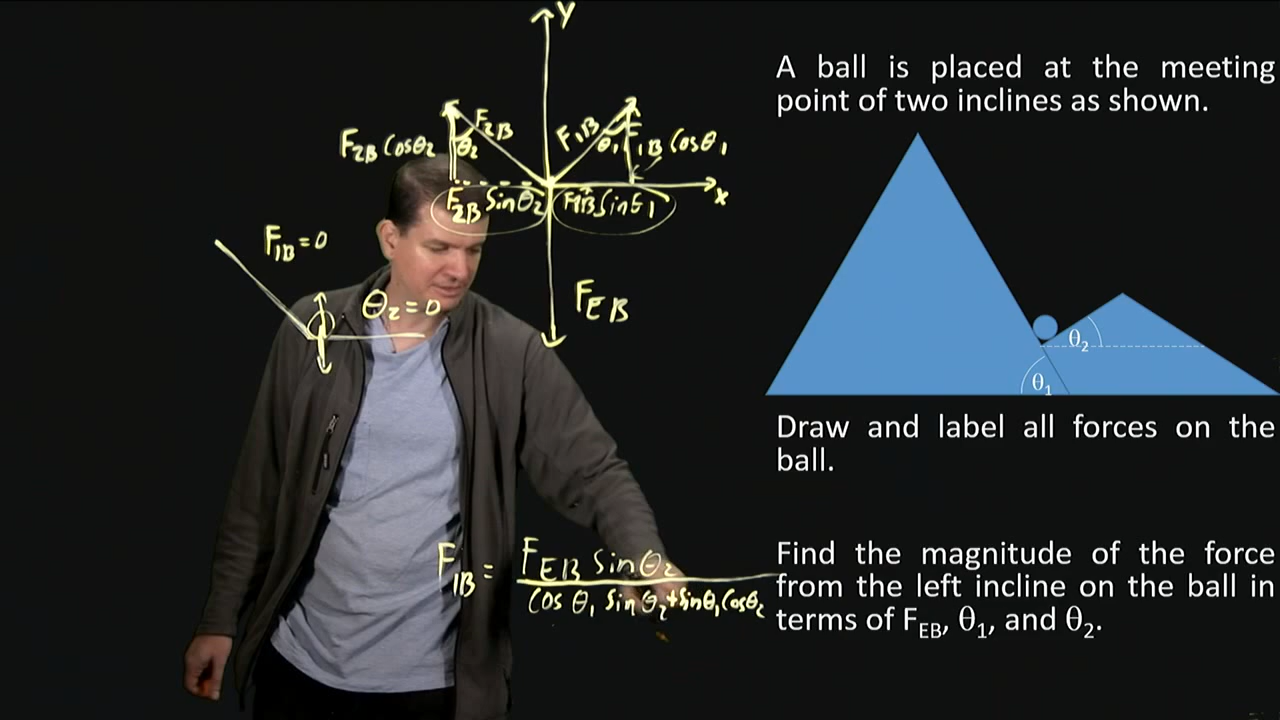 y
F2B cosθ2
θ2
F2B
F1B
θ1
F1B cosθ1
x
F2B sinθ2
F1B sinθ1
F1B = 0
θ2 = 0
FEB
F1B = FEB sinθ2
cosθ1 sinθ2 + sinθ1 cosθ2
A ball is placed at the meeting
point of two inclines as shown.
θ2
θ1
Draw and label all forces on the
ball.
Find the magnitude of the force
from the left incline on the ball in
terms of FEB, θ1, and θ2.